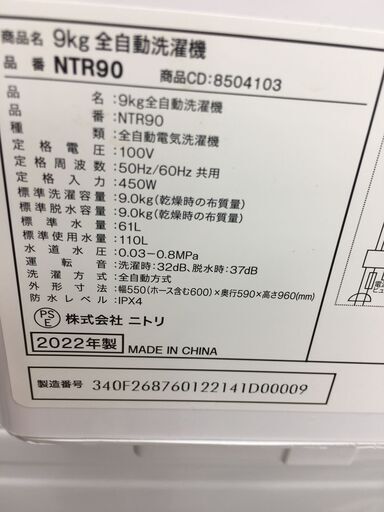 商品名 9kg 全自動洗濯機
品番 NTR90 商品CD:8504103
品名:9kg全自動洗濯機
品番:NTR90
種類:全自動電気洗濯機
定格電圧:100V
定格周波数:50Hz/60Hz 共用
定格入力:450W
標準洗濯容量:9.0kg(乾燥時の布質量)
標準脱水容量:9.0kg(乾燥時の布質量)
標準水量:61L
標準使用水量:110L
水道水圧:0.03-0.8MPa
運転音:洗濯時:32dB、脱水時:37dB
洗濯方式:全自動方式
外形寸法:幅550(ホース含む600)×奥行590×高さ960(mm)
防水レベル:IPX4
PSE 株式会社 ニトリ
2022年製 MADE IN CHINA
製造番号 340F268760122141D00009